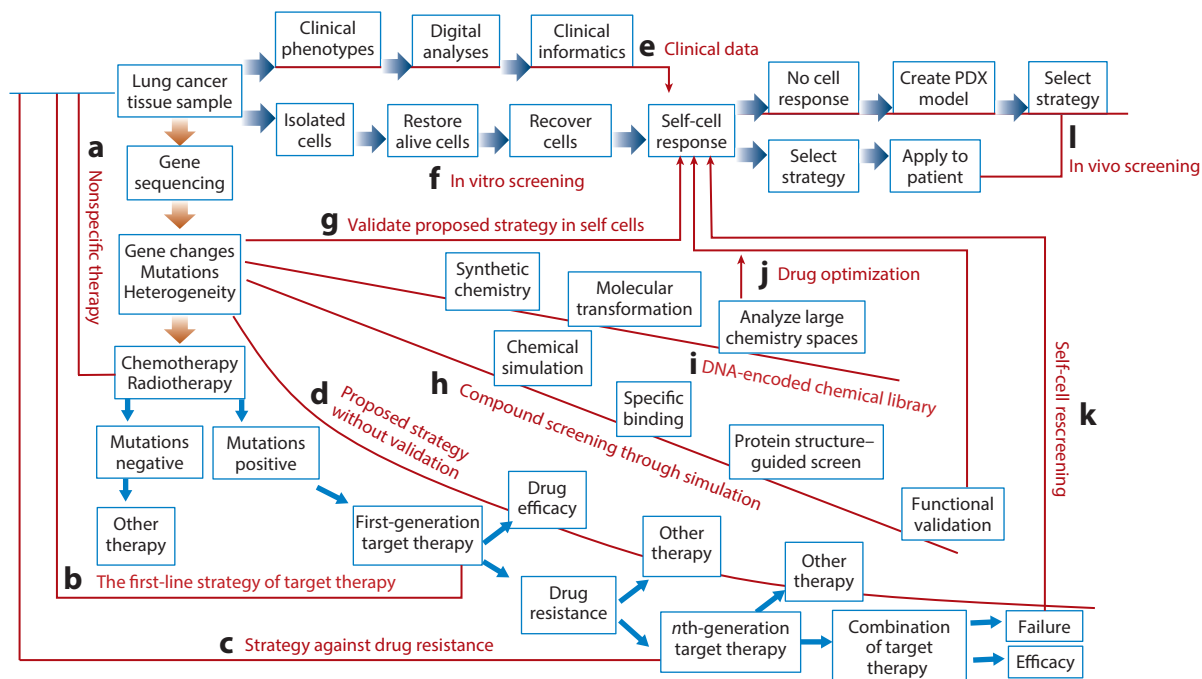 Clinical
phenotypes
Digital
analyses
Clinical
informatics
e Clinical data
Lung cancer
tissue sample
No cell
response
Create PDX
model
Select
strategy
Isolated
cells
Restore
alive cells
Recover
cells
Self-cell
response
Select
strategy
Apply to
patient
l
In vivo screening
a
Nonspecific therapy
Gene
sequencing
f In vitro screening
g Validate proposed strategy in self cells
Gene changes
Mutations
Heterogeneity
Synthetic
chemistry
Molecular
transformation
j Drug optimization
Analyze large
chemistry spaces
i DNA-encoded chemical library
Chemical
simulation
h Compound screening through simulation
Specific
binding
Protein structure–
guided screen
Functional
validation
k
Self-cell rescreening
Chemotherapy
Radiotherapy
d Proposed strategy
without validation
Mutations
negative
Mutations
positive
Other
therapy
First-generation
target therapy
Drug
efficacy
b The first-line strategy of target therapy
Drug
resistance
Other
therapy
Other
therapy
c Strategy against drug resistance
nth-generation
target therapy
Combination
of target
therapy
Failure
Efficacy